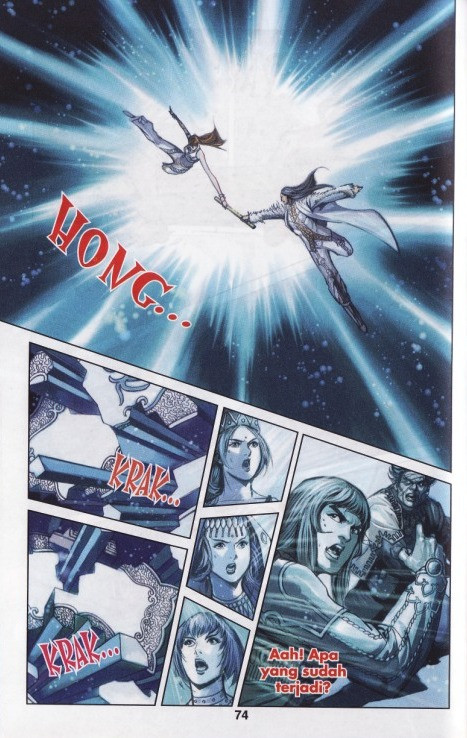 HONG...
KRAK...
KRAK...
Aah! Apa
yang sudah
terjadi?
74